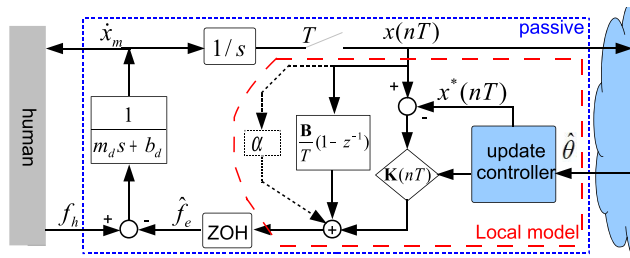 human
ẋ_m
1/s
T
x(nT)
passive
x^*(nT)
+
-
1
m_d s + b_d
α
B/T (1- z^{-1})
K(nT)
update
controller
θ̂
f_h
+
-
f̂_e
ZOH
+
Local model